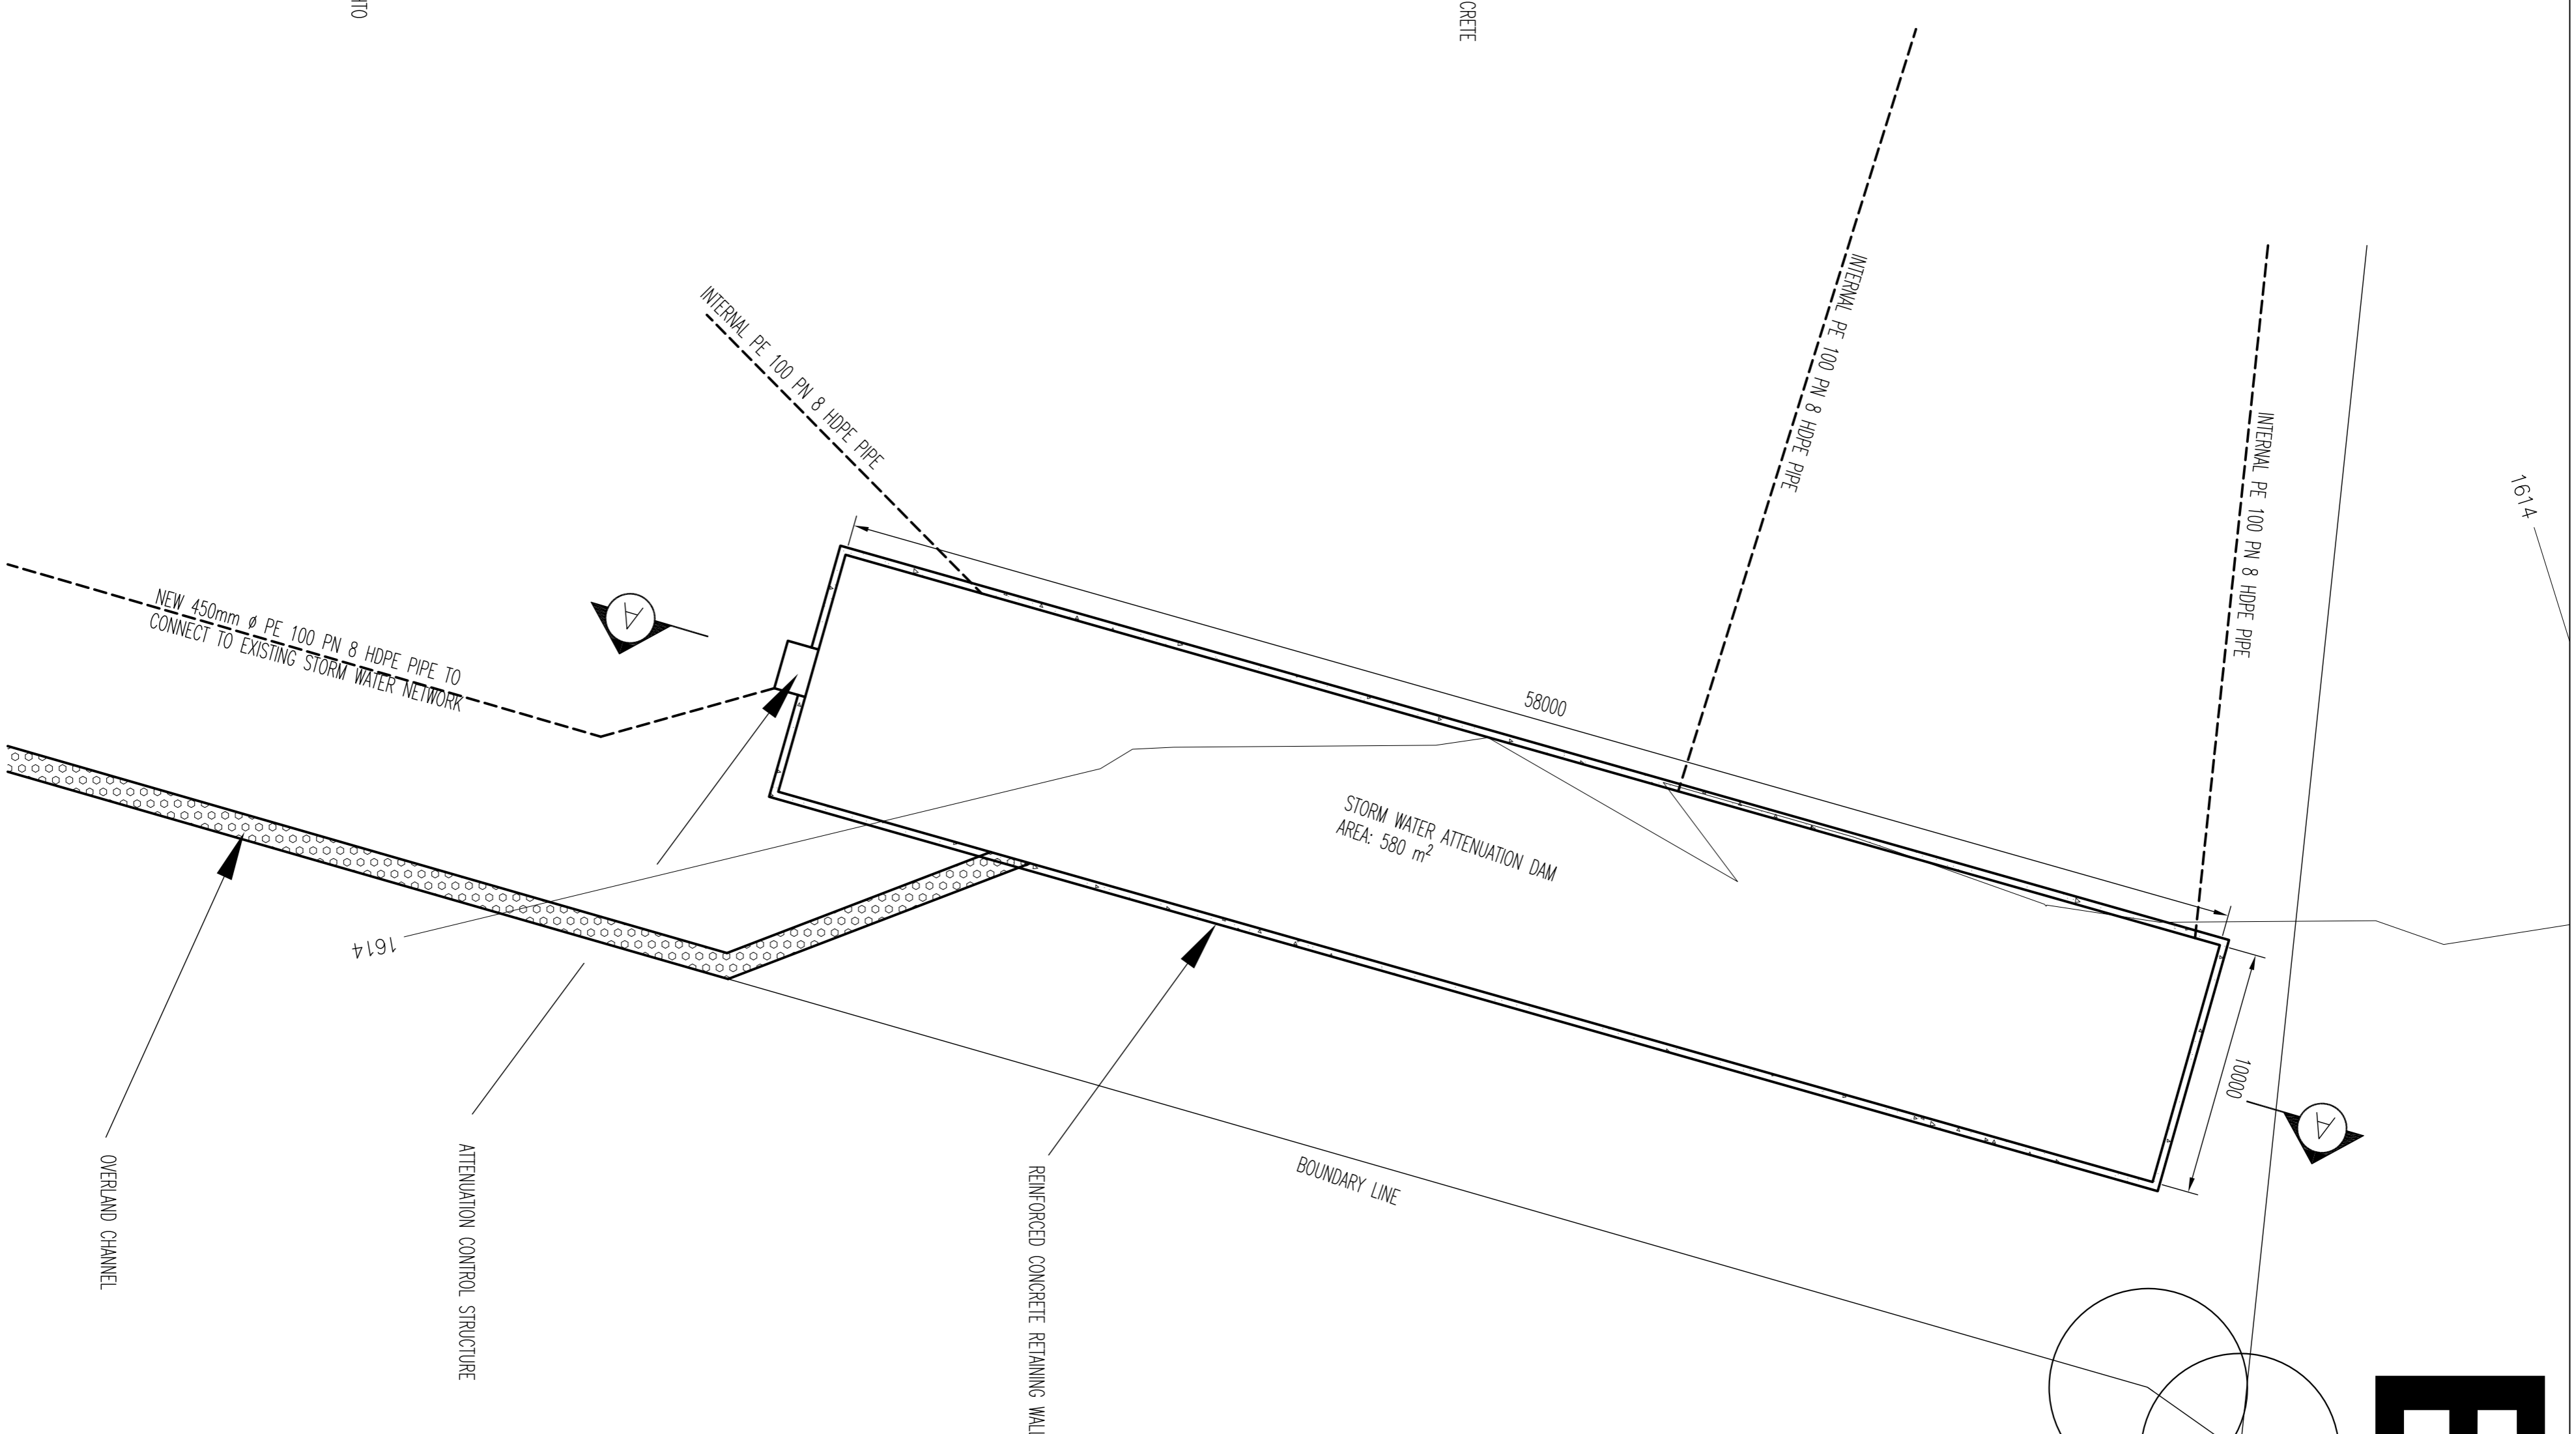 CRETE
INTERNAL PE 100 PN 8 HDPE PIPE
INTERNAL PE 100 PN 8 HDPE PIPE
INTERNAL PE 100 PN 8 HDPE PIPE
1614
NEW 450mm ø PE 100 PN 8 HDPE PIPE TO
CONNECT TO EXISTING STORM WATER NETWORK
A
58000
STORM WATER ATTENUATION DAM
AREA: 580 m²
1614
10000
A
BOUNDARY LINE
OVERLAND CHANNEL
ATTENUATION CONTROL STRUCTURE
REINFORCED CONCRETE RETAINING WALL
E